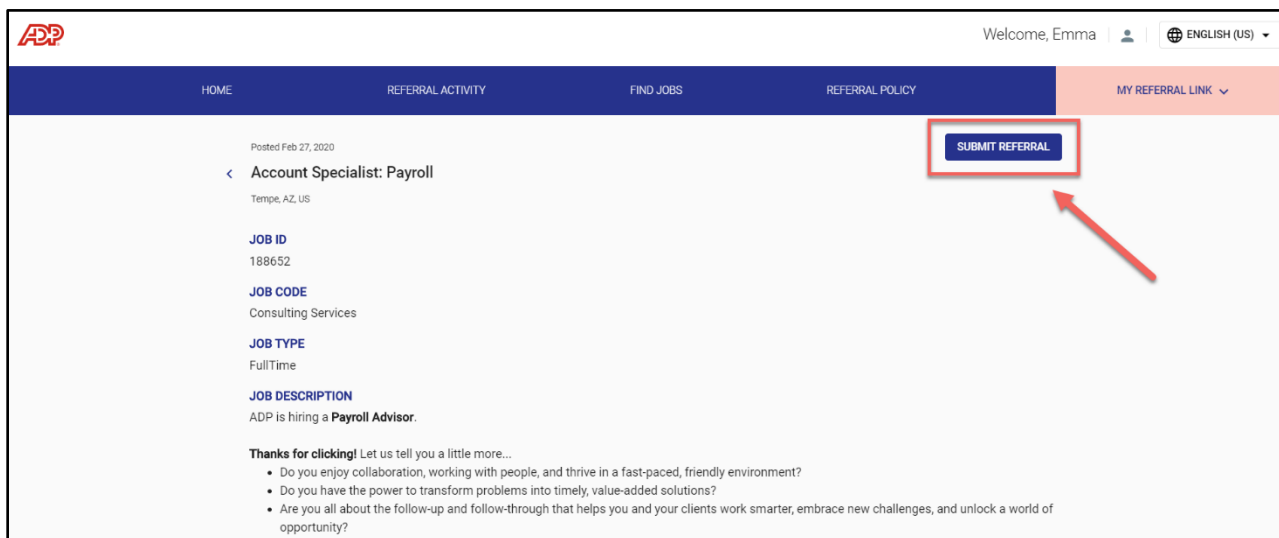 ADP
Welcome, Emma
ENGLISH (US)
HOME
REFERRAL ACTIVITY
FIND JOBS
REFERRAL POLICY
MY REFERRAL LINK
Posted Feb 27, 2020
SUBMIT REFERRAL
Account Specialist: Payroll
Tempe, AZ, US
JOB ID
188652
JOB CODE
Consulting Services
JOB TYPE
FullTime
JOB DESCRIPTION
ADP is hiring a Payroll Advisor.
Thanks for clicking! Let us tell you a little more...
• Do you enjoy collaboration, working with people, and thrive in a fast-paced, friendly environment?
• Do you have the power to transform problems into timely, value-added solutions?
• Are you all about the follow-up and follow-through that helps you and your clients work smarter, embrace new challenges, and unlock a world of
opportunity?